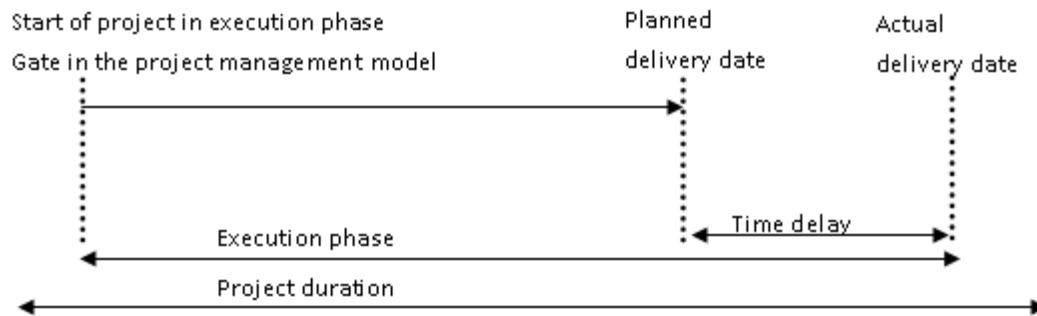 Start of project in execution phase
Gate in the project management model
Planned
delivery date
Actual
delivery date
Time delay
Execution phase
Project duration